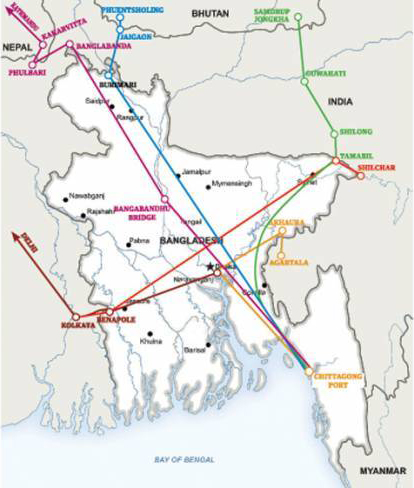 KATMANDU
PHUENTSHOLING
BHUTAN
SAMDRUP
JONGKHA
KAKARVITTA
JAIGAON
NEPAL
BANGLABANDA
PHULBARI
BURIMARI
GUWAHATI
INDIA
Saidpur
Rangpur
SHILONG
TAMABIL
SILCHAR
Jamalpur
Mymensingh
Sylhet
Nawabganj
Rajshahi
BANGABANDHU
BRIDGE
Tangail
AKHAURA
Pabna
BANGLADESH
DELHI
Dhaka
AGARTALA
Narayanganj
Comilla
KOLKATA
BENAPOLE
Khulna
Barisal
CHITTAGONG
PORT
BAY OF BENGAL
MYANMAR